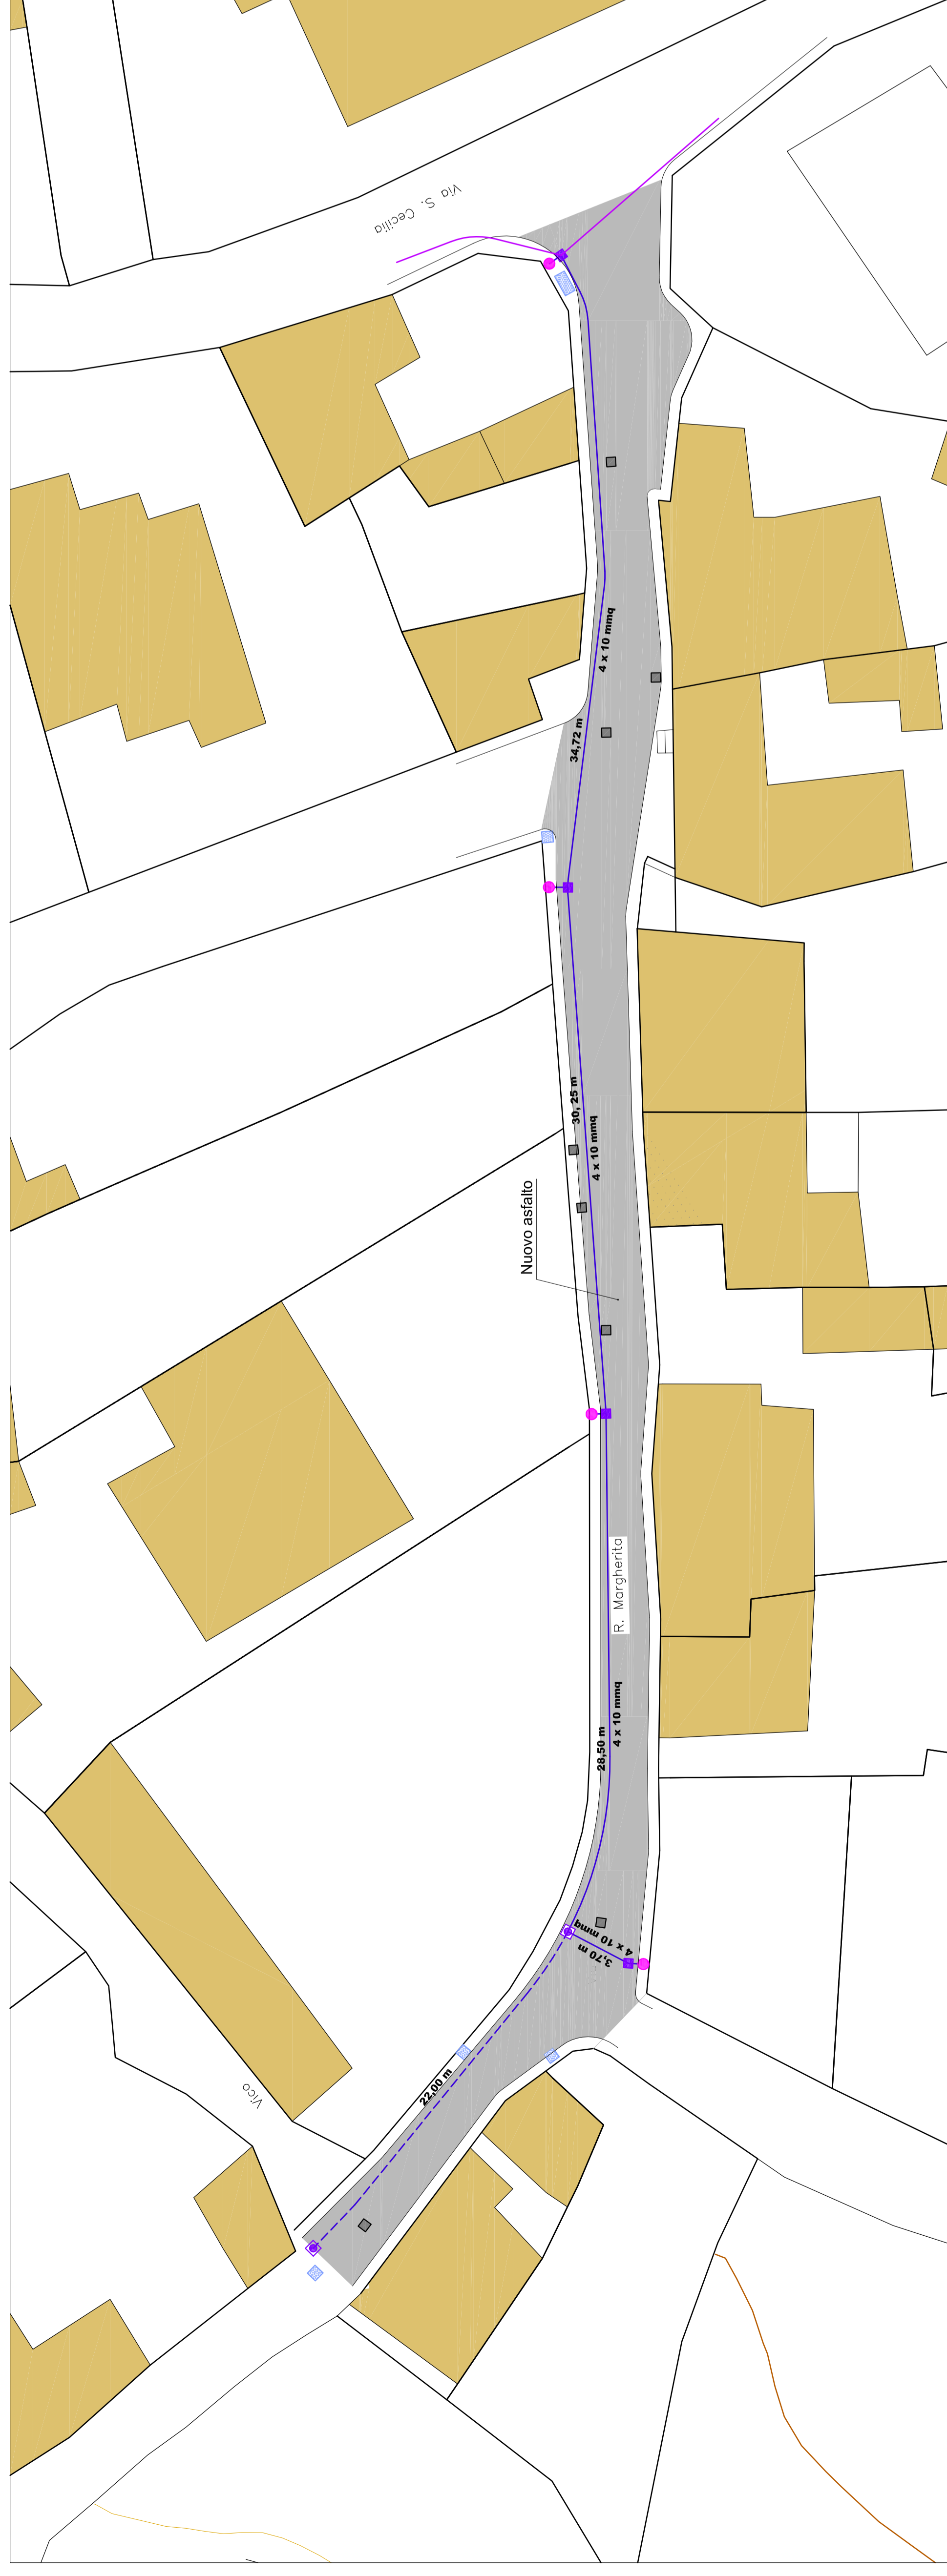 Via S. Cecilia
4 x 10 mmq
34,72 m
30, 25 m
4 x 10 mmq
Nuovo asfalto
R. Margherita
28,50 m
4 x 10 mmq
4 x 10 mmq
3,70 m
22,00 m
Vico